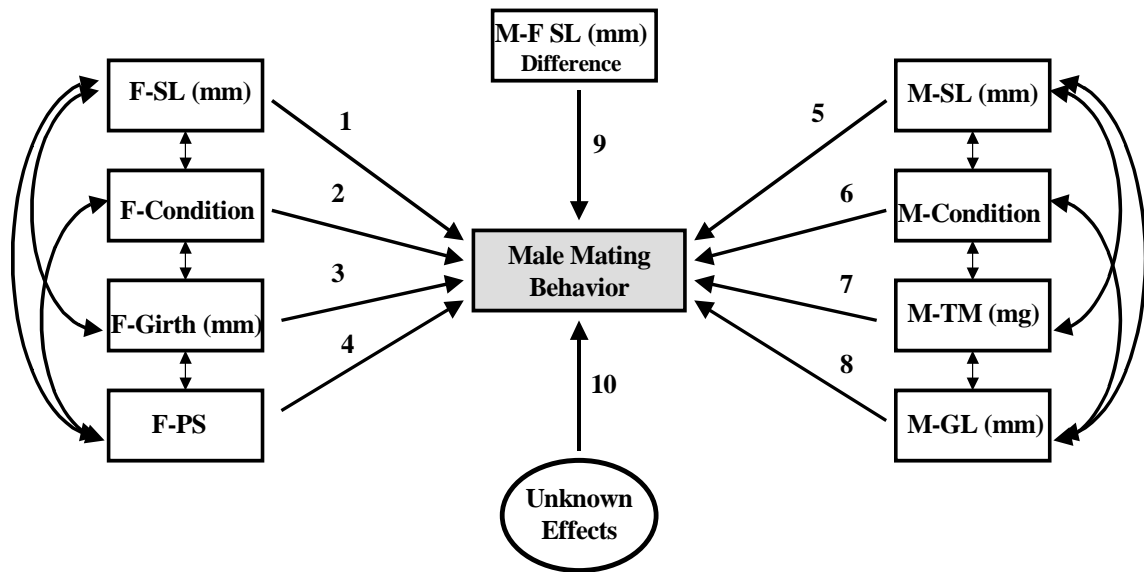 M-F SL (mm)
Difference
F-SL (mm)
F-Condition
F-Girth (mm)
F-PS
1
2
3
4
9
Male Mating
Behavior
10
Unknown
Effects
5
6
7
8
M-SL (mm)
M-Condition
M-TM (mg)
M-GL (mm)